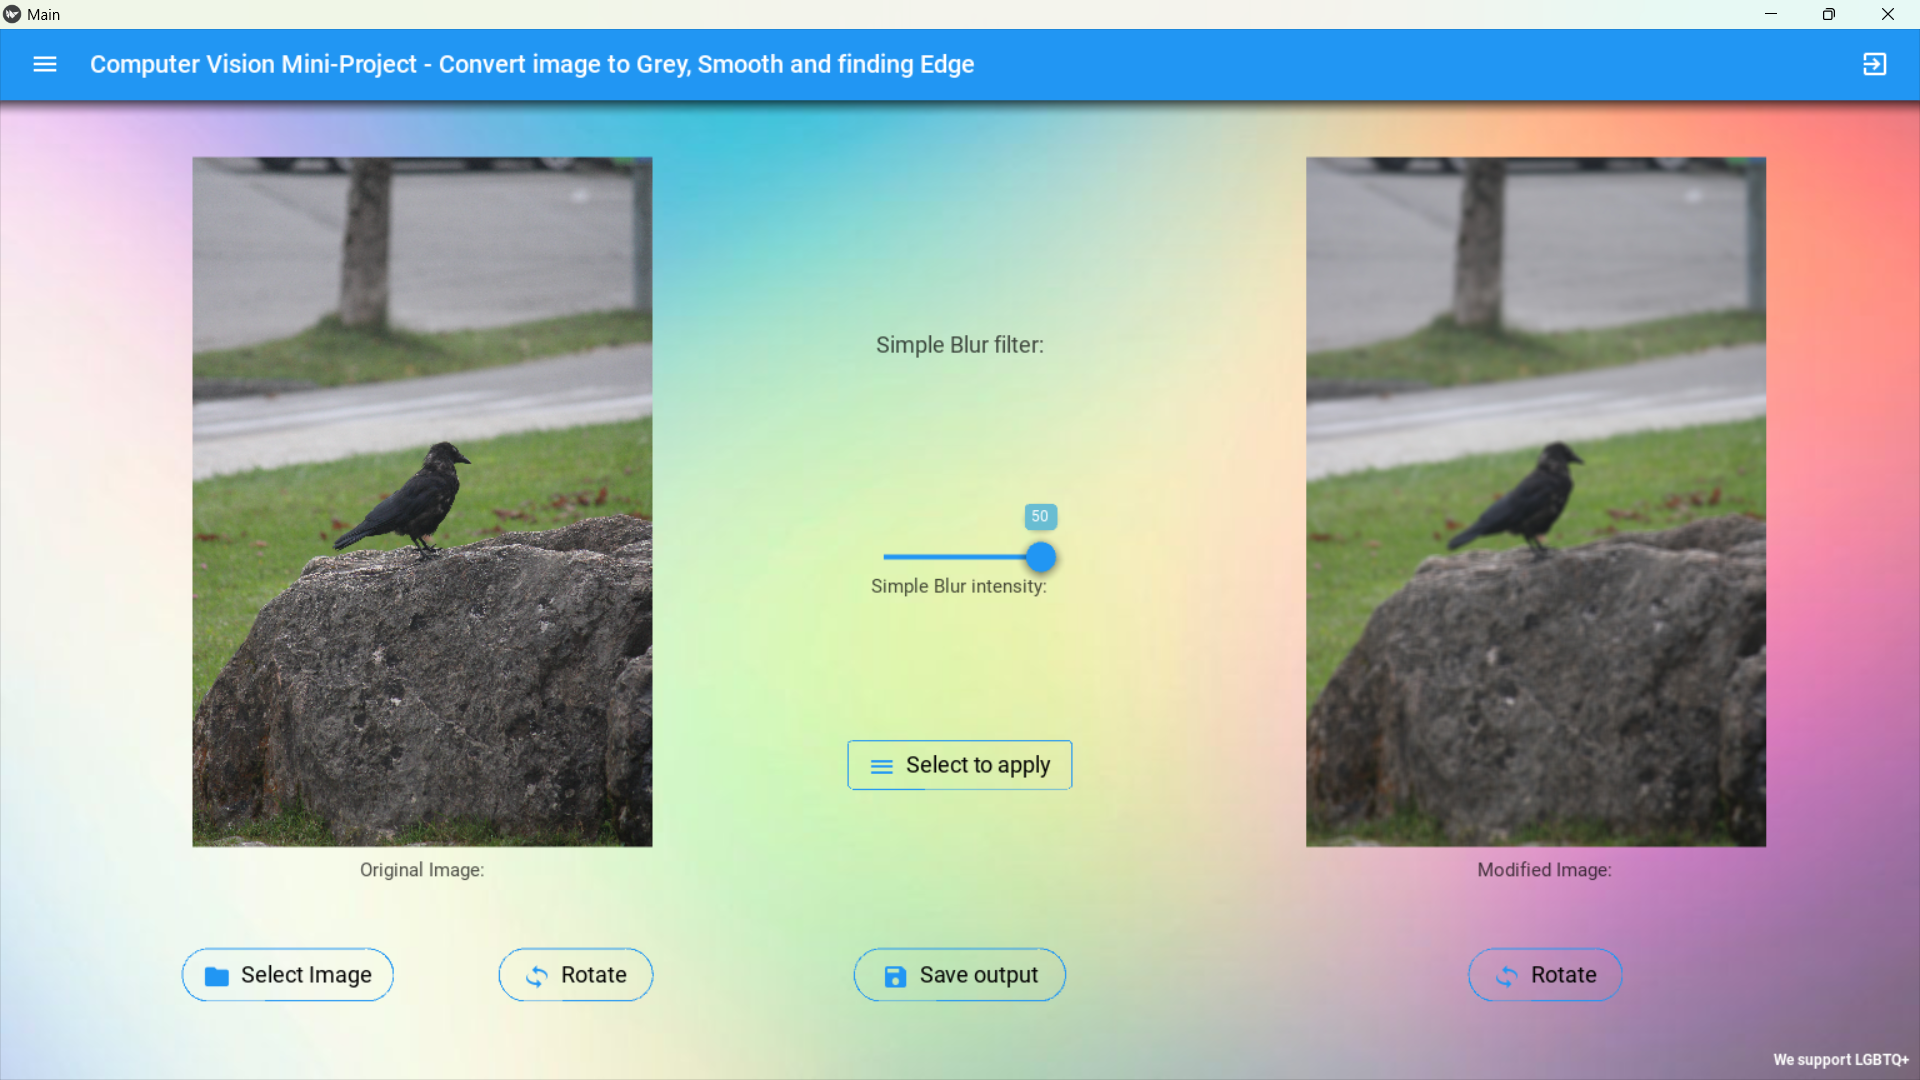 Main
Computer Vision Mini-Project - Convert image to Grey, Smooth and finding Edge
Simple Blur filter:
50
Simple Blur intensity:
Select to apply
Original Image:
Modified Image:
Select Image
Rotate
Save output
Rotate
We support LGBTQ+